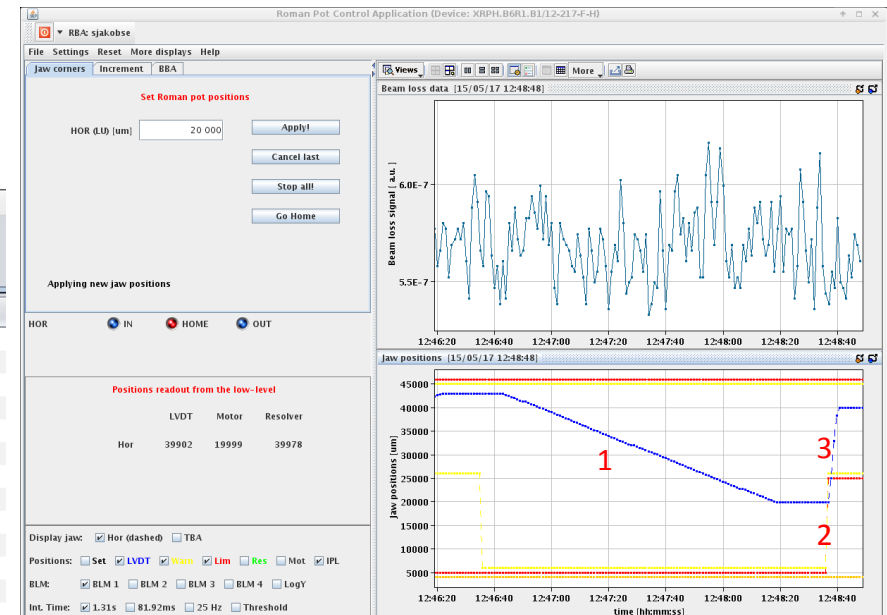 Roman Pot Control Application (Device: XRPH.B6R1.B1/12-217-F-H)
RBA: sjakobse
File Settings Reset More displays Help
Jaw corners Increment BBA
Set Roman pot positions
HOR (LU) [um] 20 000 Apply!
Cancel last
Stop all!
Go Home
Applying new jaw positions
HOR IN HOME OUT
Positions readout from the low-level
LVDT Motor Resolver
Hor 39902 19999 39978
Display jaw: Hor (dashed) TBA
Positions: Set LVDT Warn Lim Res Mot IPL
BLM: BLM 1 BLM 2 BLM 3 BLM 4 LogY
Int. Time: 1.31s 81.92ms 25 Hz Threshold
Views More
Beam loss data [15/05/17 12:48:48]
Beam loss signal [ a.u. ]
6.0E-7
5.5E-7
12:46:20 12:46:40 12:47:00 12:47:20 12:47:40 12:48:00 12:48:20 12:48:40
Jaw positions [15/05/17 12:48:48]
Jaw positions [um]
45000
40000
35000
30000
25000
20000
15000
10000
5000
1
3
2
12:46:20 12:46:40 12:47:00 12:47:20 12:47:40 12:48:00 12:48:20 12:48:40
time [hh:mm:ss]